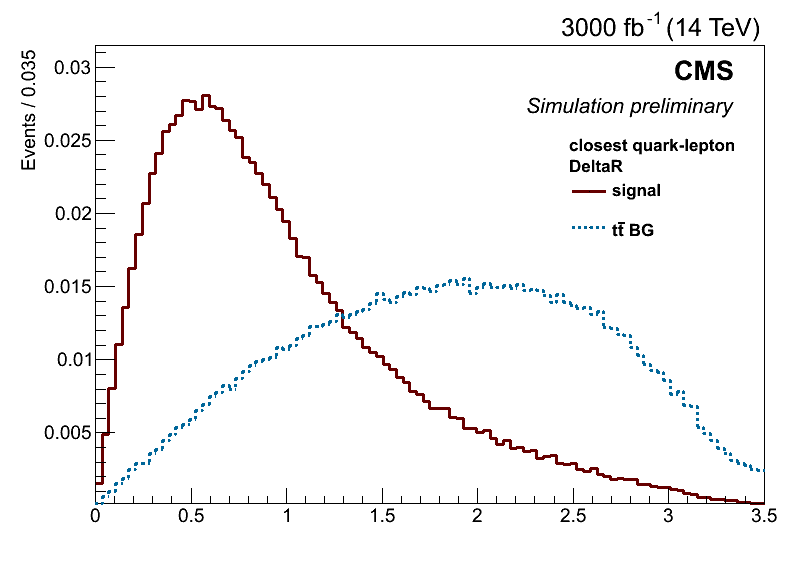 3000 fb⁻¹ (14 TeV)
CMS
Simulation preliminary
closest quark-lepton
DeltaR
signal
tt̄ BG
Events / 0.035
0.03
0.025
0.02
0.015
0.01
0.005
0 0.5 1 1.5 2 2.5 3 3.5